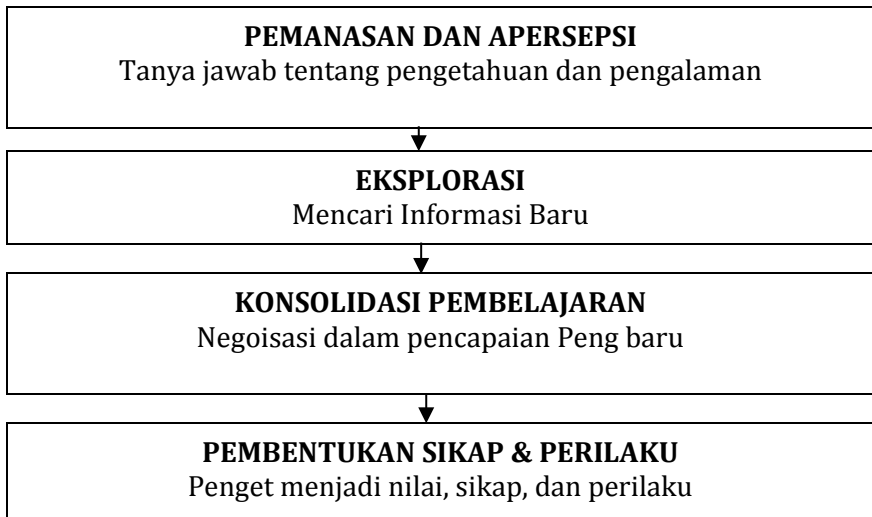 PEMANASAN DAN APERSEPSI
Tanya jawab tentang pengetahuan dan pengalaman
EKSPLORASI
Mencari Informasi Baru
KONSOLIDASI PEMBELAJARAN
Negoisasi dalam pencapaian Peng baru
PEMBENTUKAN SIKAP & PERILAKU
Penget menjadi nilai, sikap, dan perilaku